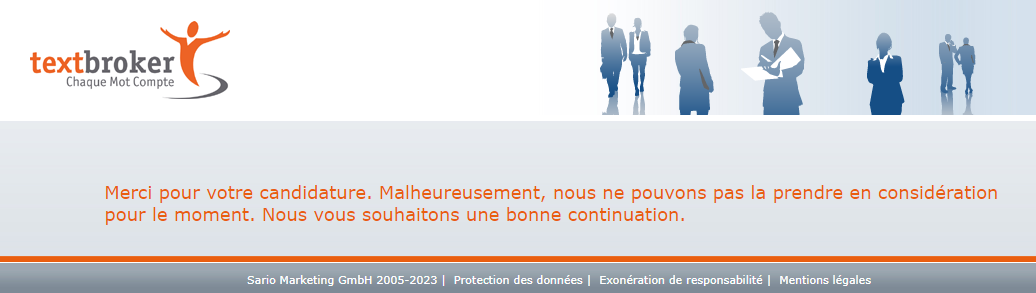 textbroker
Chaque Mot Compte
Merci pour votre candidature. Malheureusement, nous ne pouvons pas la prendre en considération
pour le moment. Nous vous souhaitons une bonne continuation.
Sario Marketing GmbH 2005-2023 | Protection des données | Exonération de responsabilité | Mentions légales